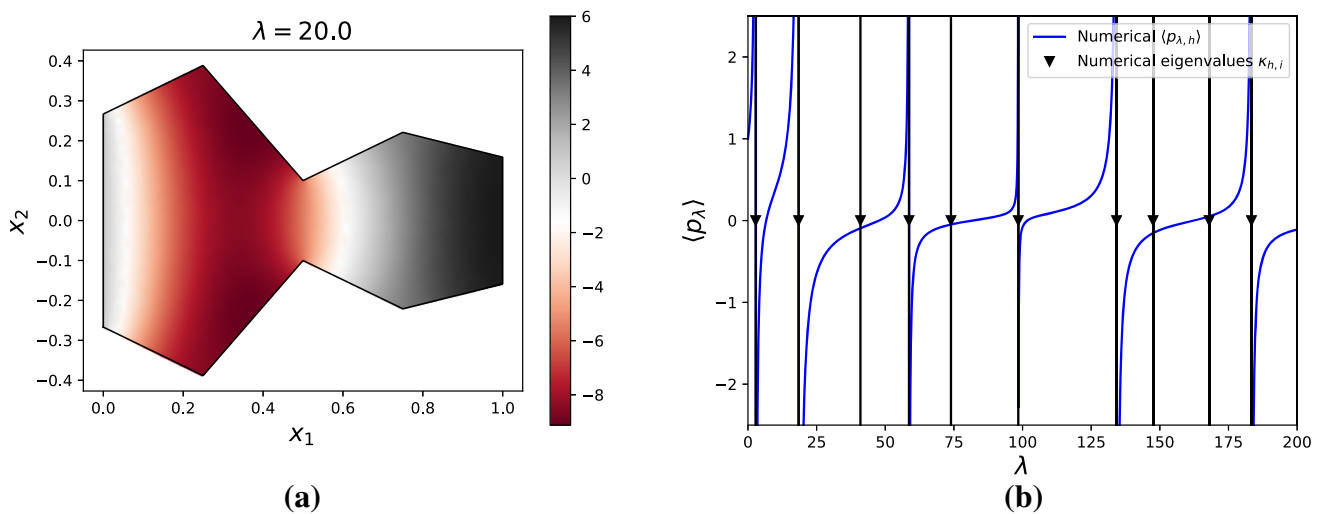 λ = 20.0
0.4
0.3
0.2
0.1
0.0
−0.1
−0.2
−0.3
−0.4
x₂
0.0 0.2 0.4 0.6 0.8 1.0
x₁
6
4
2
0
−2
−4
−6
−8
(a)
Numerical ⟨pλ,h⟩
Numerical eigenvalues κh,i
2
1
0
−1
−2
⟨pλ⟩
0 25 50 75 100 125 150 175 200
λ
(b)